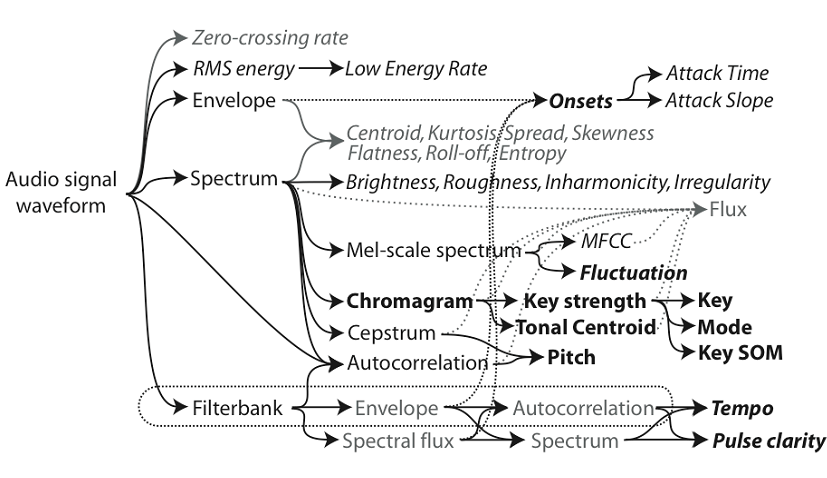 Zero-crossing rate
RMS energy Low Energy Rate
Attack Time
Envelope Onsets Attack Slope
Centroid, Kurtosis, Spread, Skewness
Flatness, Roll-off, Entropy
Audio signal
waveform
Spectrum Brightness, Roughness, Inharmonicity, Irregularity
Flux
Mel-scale spectrum MFCC
Fluctuation
Chromagram Key strength Key
Cepstrum Tonal Centroid Mode
Autocorrelation Pitch Key SOM
Filterbank Envelope Autocorrelation Tempo
Spectral flux Spectrum Pulse clarity